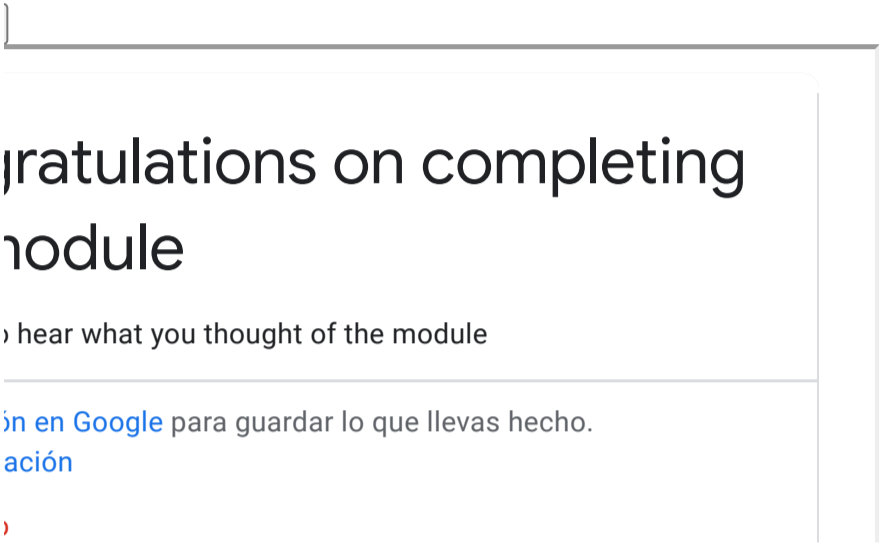 gratulations on completing
module
hear what you thought of the module
ón en Google para guardar lo que llevas hecho.
ación